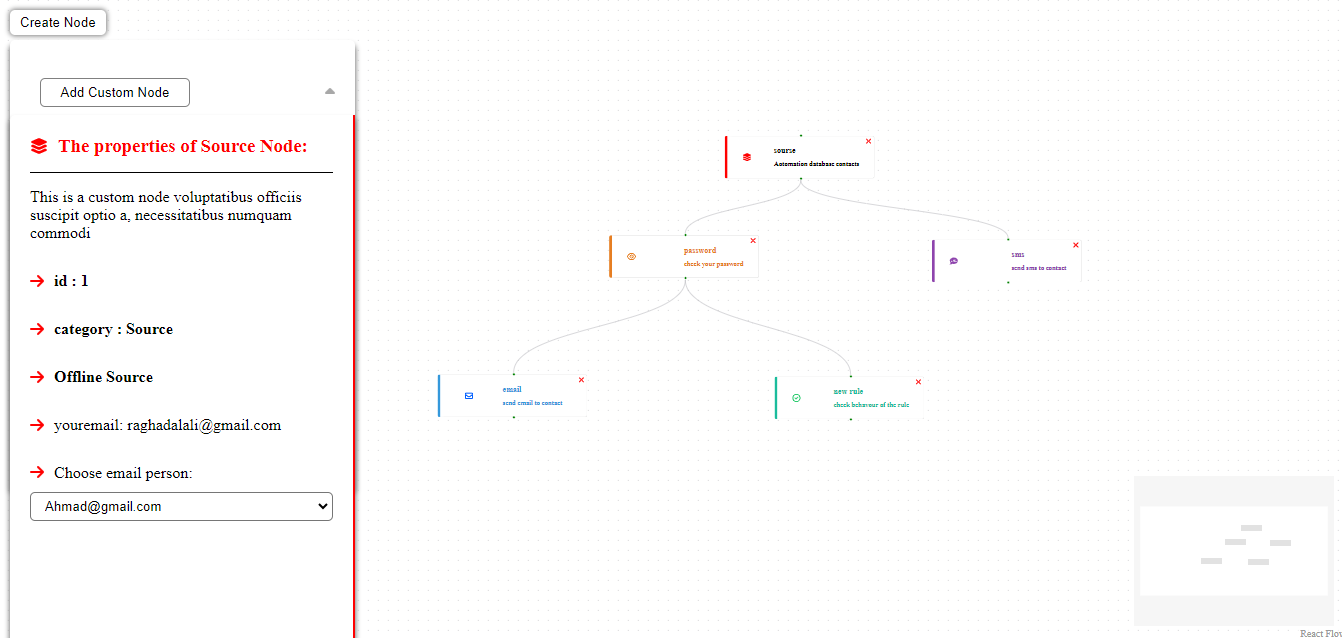 Create Node
Add Custom Node
The properties of Source Node:
This is a custom node voluptatibus officiis
suscipit optio a, necessitatibus numquam
commodi
id : 1
category : Source
Offline Source
youremail: raghadalali@gmail.com
Choose email person:
Ahmad@gmail.com
sourse
Automation database contacts
password
check your password
sms
send sms to contact
email
send email to contact
new rule
check behavour of the rule
React Flow